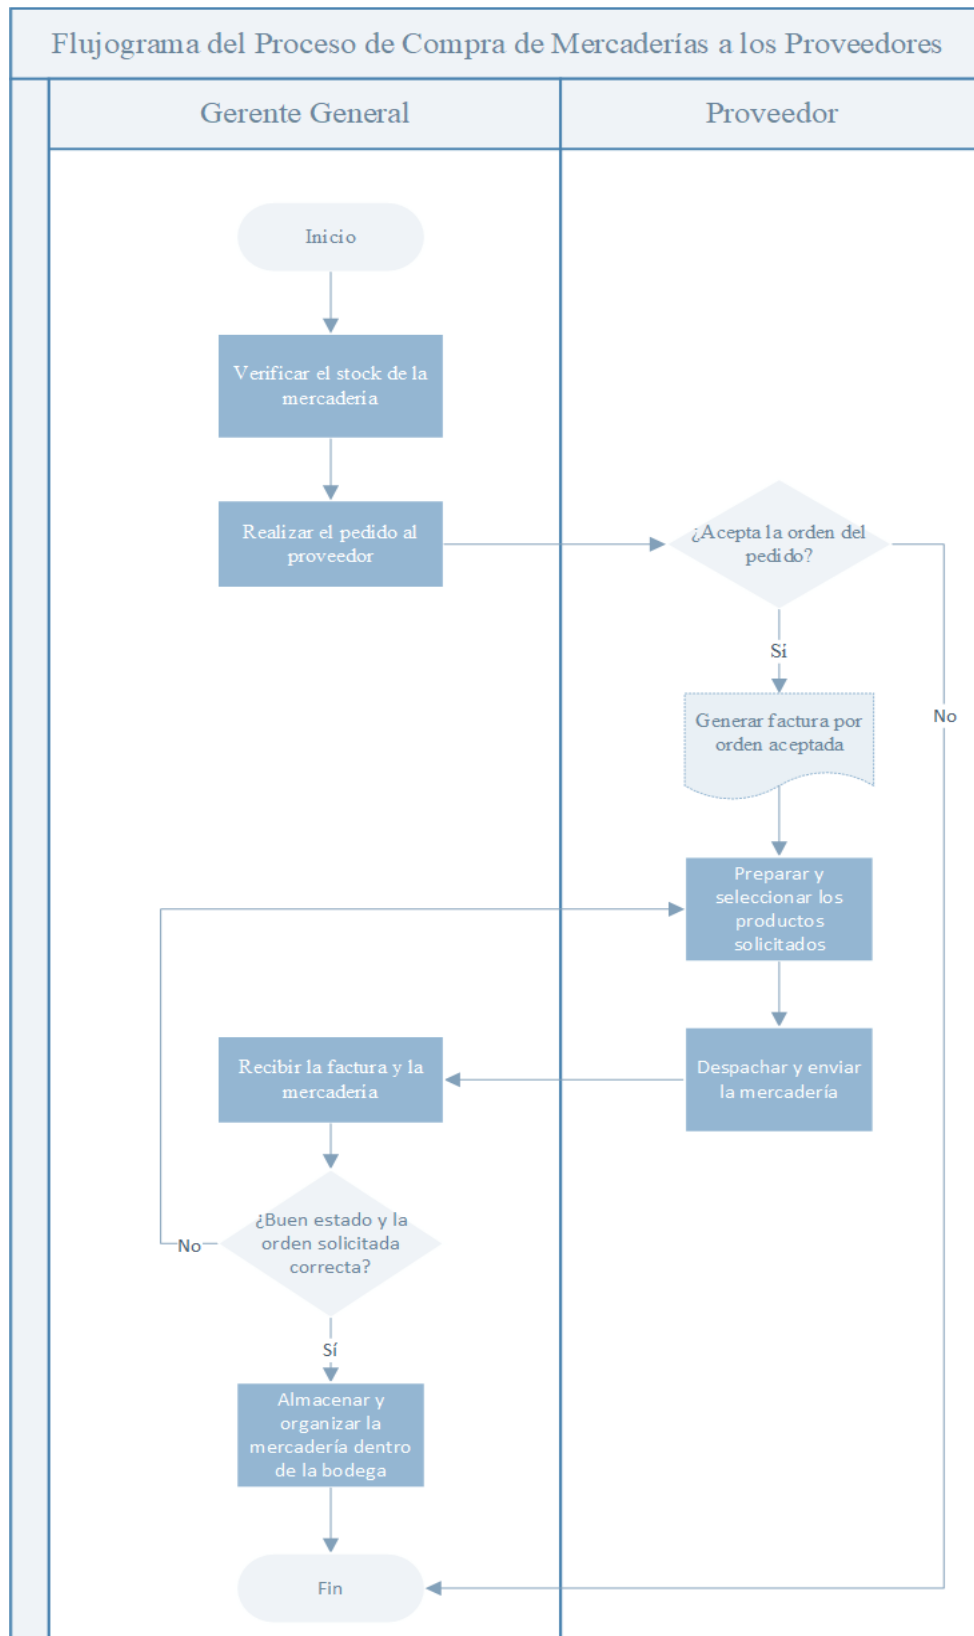 Flujograma del Proceso de Compra de Mercaderías a los Proveedores
Gerente General
Proveedor
Inicio
Verificar el stock de la
mercaderia
Realizar el pedido al
proveedor
¿Acepta la orden del
pedido?
Si
No
Generar factura por
orden aceptada
Preparar y
seleccionar los
productos
solicitados
Despachar y enviar
la mercadería
Recibir la factura y la
mercaderia
¿Buen estado y la
orden solicitada
correcta?
No
Sí
Almacenar y
organizar la
mercadería dentro
de la bodega
Fin